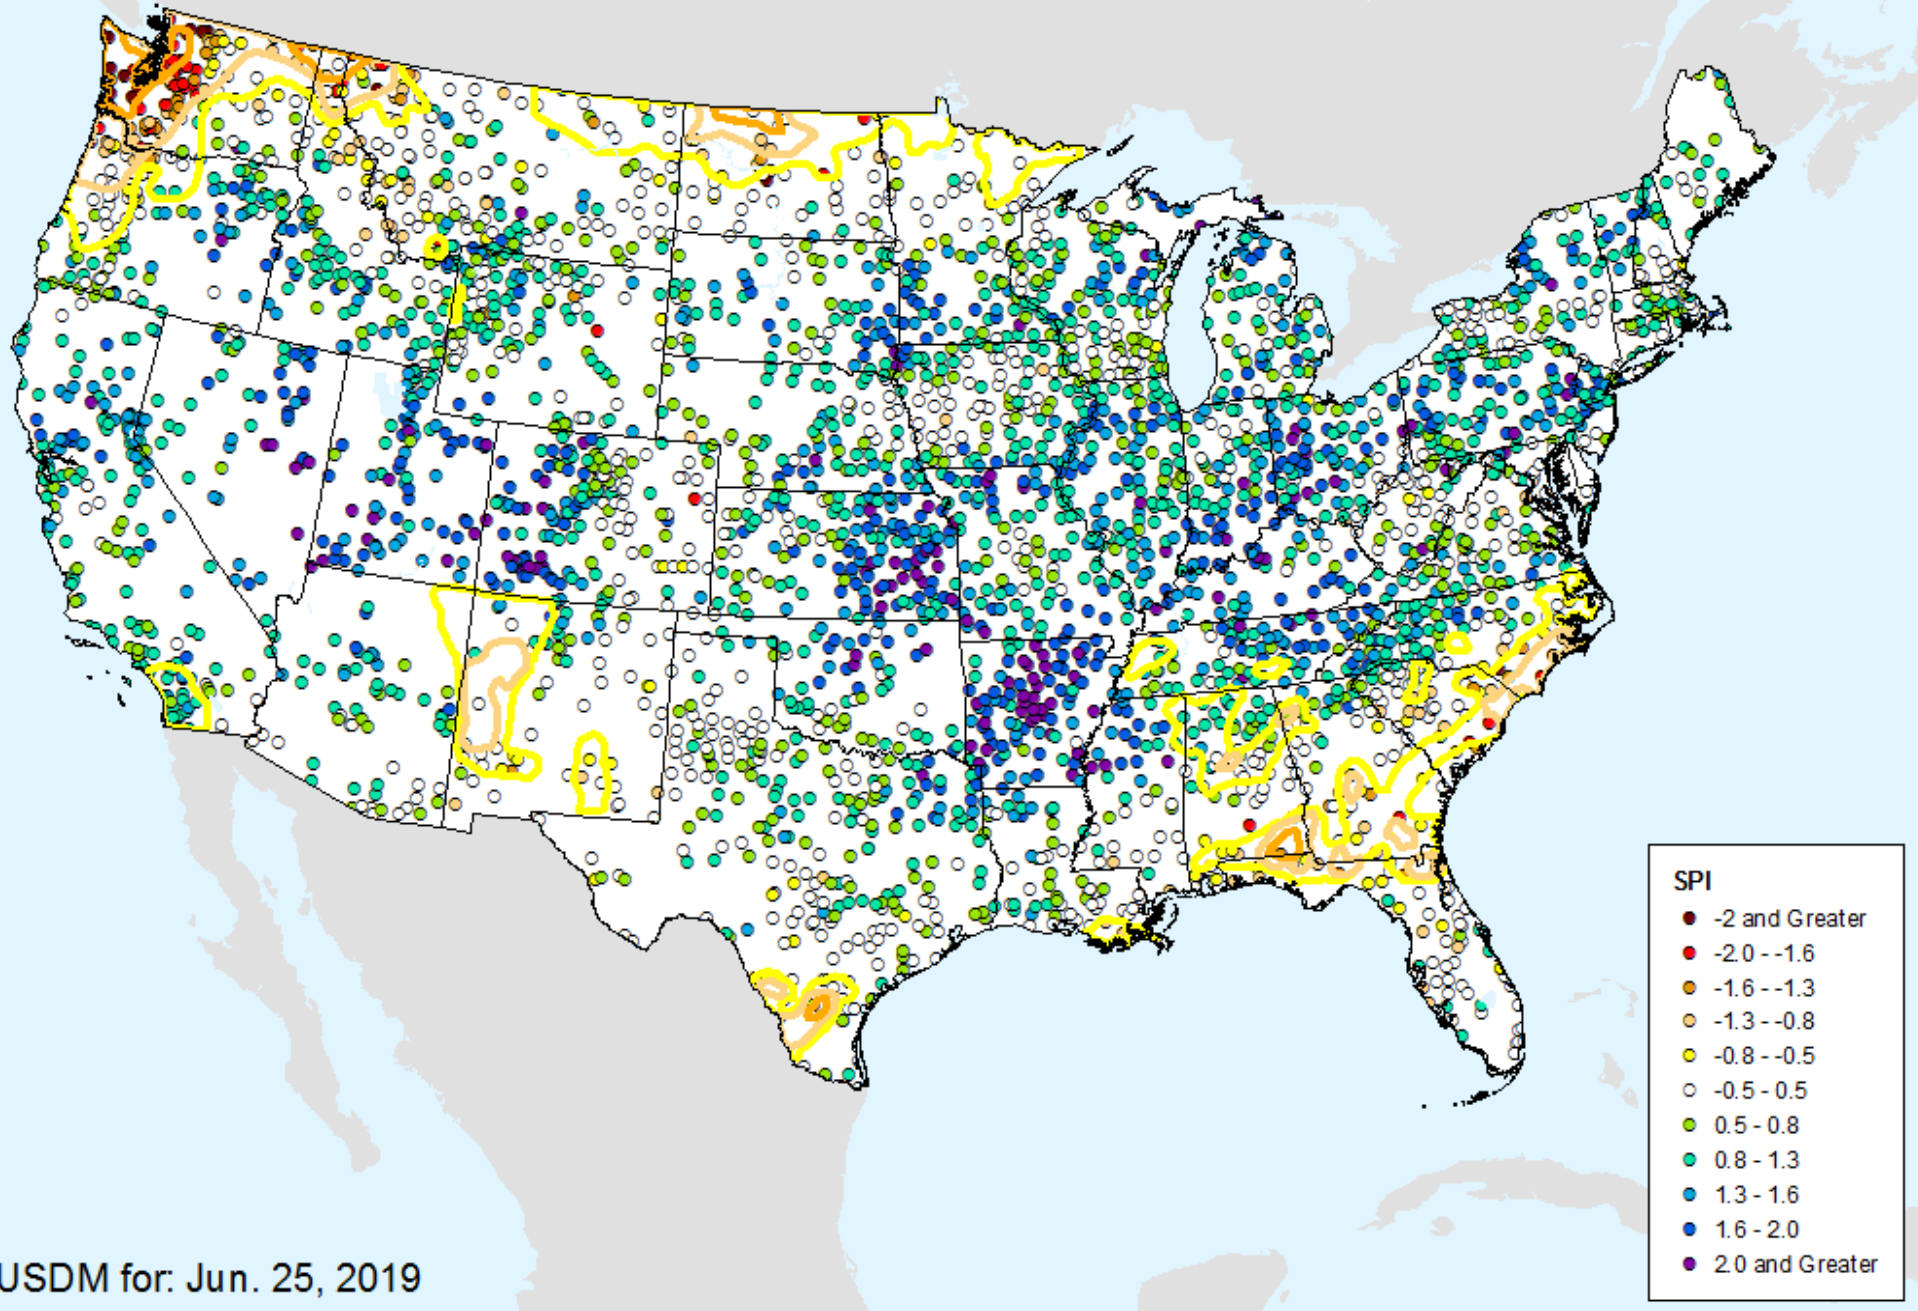 SPI
-2 and Greater
-2.0 - -1.6
-1.6 - -1.3
-1.3 - -0.8
-0.8 - -0.5
-0.5 - 0.5
0.5 - 0.8
0.8 - 1.3
1.3 - 1.6
1.6 - 2.0
2.0 and Greater
USDM for: Jun. 25, 2019